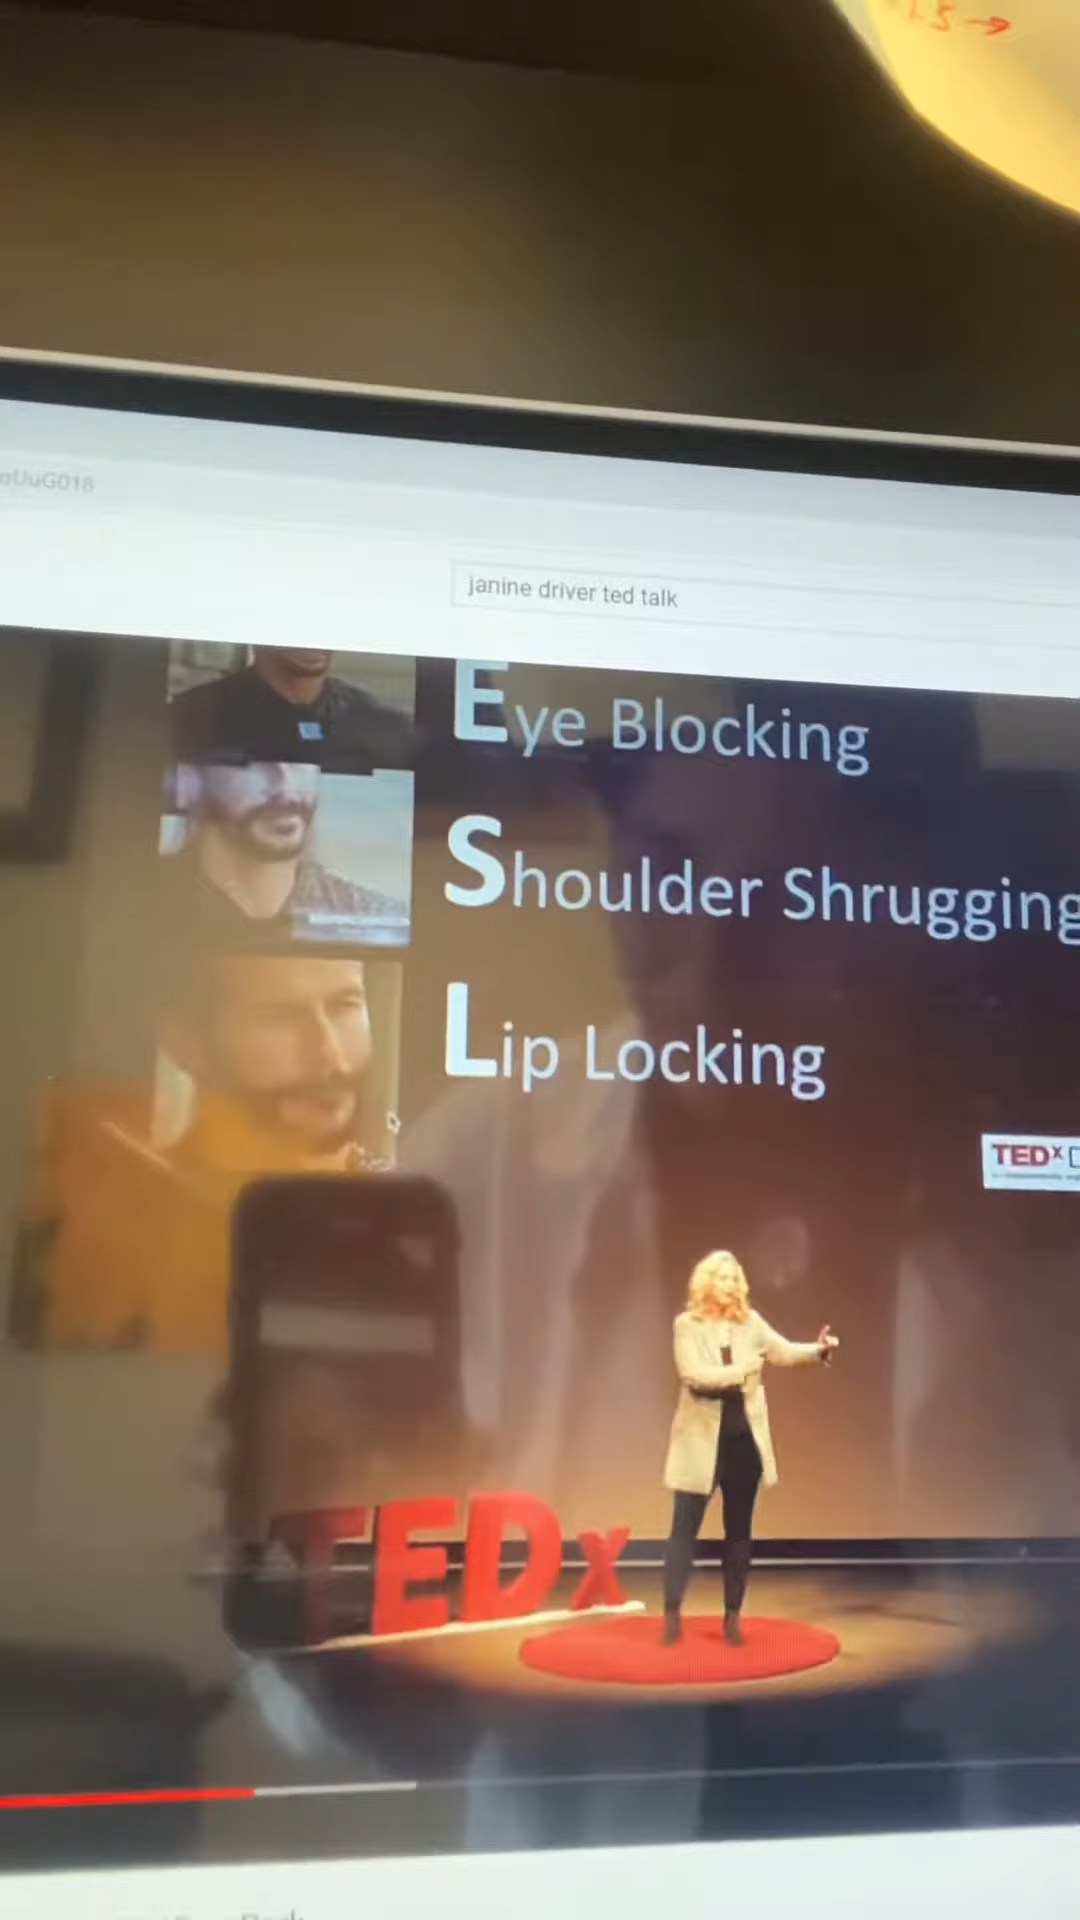 janine driver ted talk
Eye Blocking
Shoulder Shrugging
Lip Locking
TEDx
TEDx